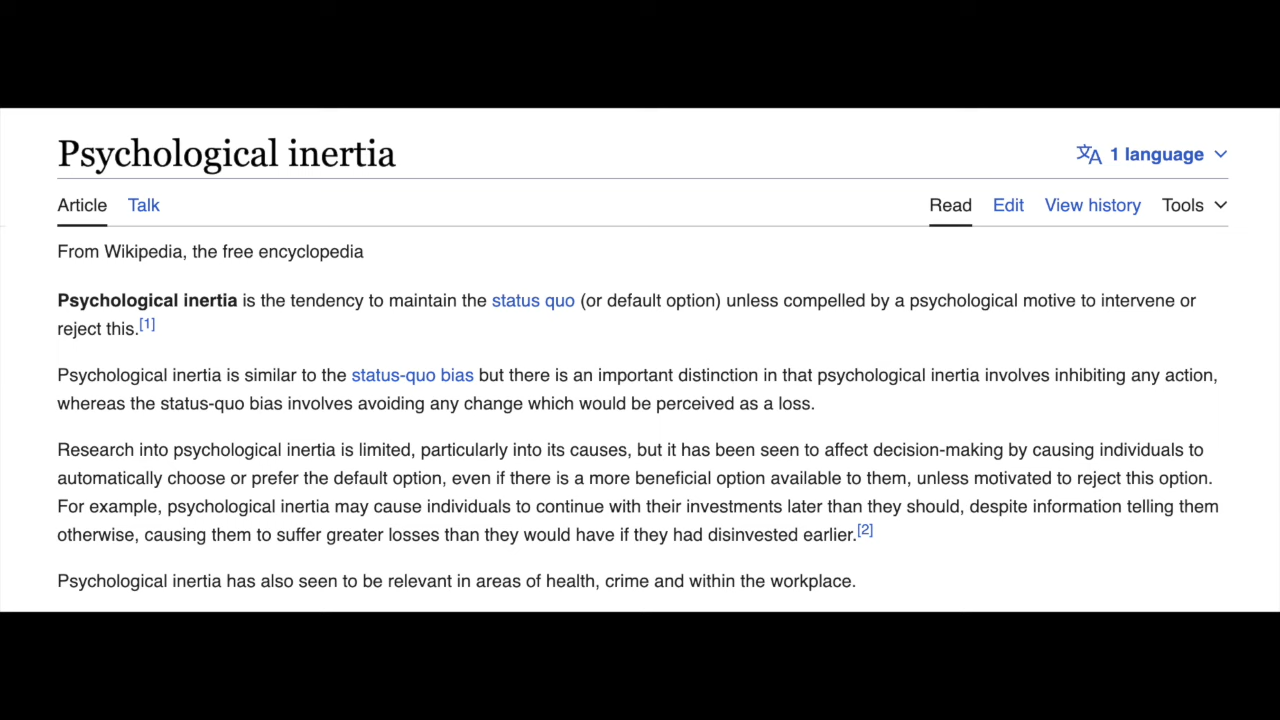 Psychological inertia
1 language
Article Talk
Read Edit View history Tools
From Wikipedia, the free encyclopedia
Psychological inertia is the tendency to maintain the status quo (or default option) unless compelled by a psychological motive to intervene or
reject this.[1]
Psychological inertia is similar to the status-quo bias but there is an important distinction in that psychological inertia involves inhibiting any action,
whereas the status-quo bias involves avoiding any change which would be perceived as a loss.
Research into psychological inertia is limited, particularly into its causes, but it has been seen to affect decision-making by causing individuals to
automatically choose or prefer the default option, even if there is a more beneficial option available to them, unless motivated to reject this option.
For example, psychological inertia may cause individuals to continue with their investments later than they should, despite information telling them
otherwise, causing them to suffer greater losses than they would have if they had disinvested earlier.[2]
Psychological inertia has also seen to be relevant in areas of health, crime and within the workplace.